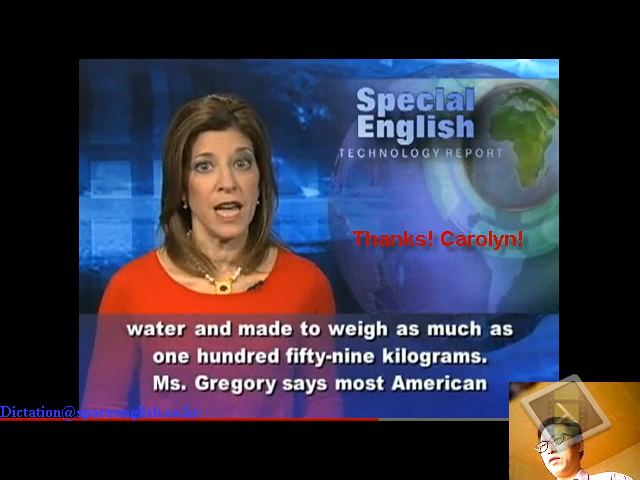 Special
English
TECHNOLOGY REPORT
Thanks! Carolyn!
water and made to weigh as much as
one hundred fifty-nine kilograms.
Ms. Gregory says most American